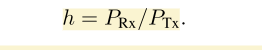 h = P_Rx/P_Tx.